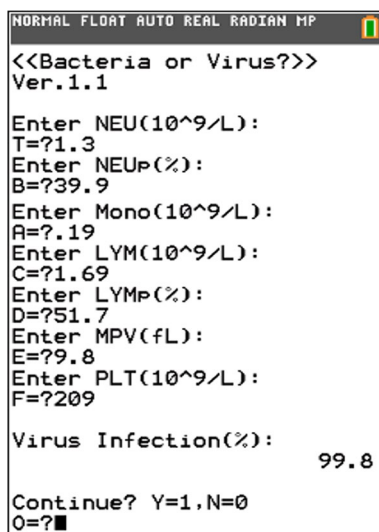 NORMAL FLOAT AUTO REAL RADIAN MP
<<Bacteria or Virus?>>
Ver.1.1
Enter NEU(10^9/L):
T=?1.3
Enter NEUP(%):
B=?39.9
Enter Mono(10^9/L):
A=?.19
Enter LYM(10^9/L):
C=?1.69
Enter LYMP(%):
D=?51.7
Enter MPV(fL):
E=?9.8
Enter PLT(10^9/L):
F=?209
Virus Infection(%):
99.8
Continue? Y=1,N=0
O=?